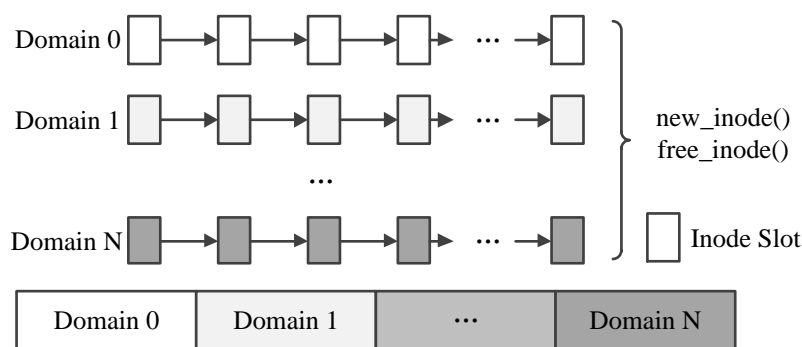 Domain 0
...
Domain 1
...
new_inode()
free_inode()
...
Domain N
...
Inode Slot
Domain 0 Domain 1 ... Domain N